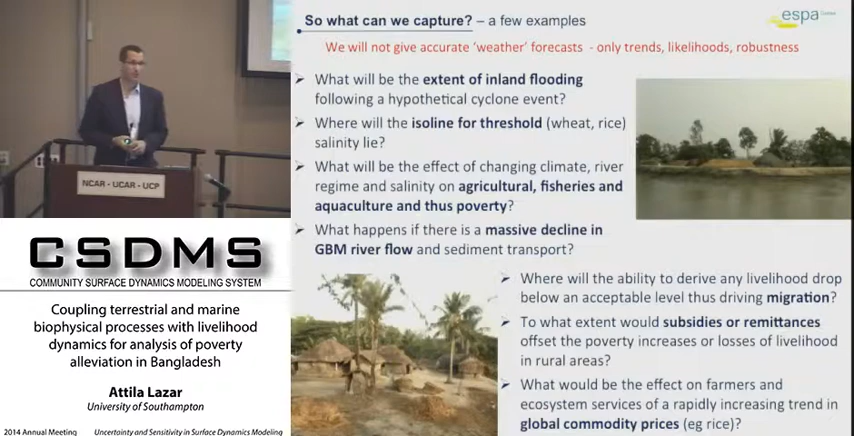 So what can we capture? – a few examples
espa
We will not give accurate 'weather' forecasts - only trends, likelihoods, robustness
➤ What will be the extent of inland flooding
following a hypothetical cyclone event?
➤ Where will the isoline for threshold (wheat, rice)
salinity lie?
➤ What will be the effect of changing climate, river
regime and salinity on agricultural, fisheries and
aquaculture and thus poverty?
➤ What happens if there is a massive decline in
GBM river flow and sediment transport?
➤ Where will the ability to derive any livelihood drop
below an acceptable level thus driving migration?
➤ To what extent would subsidies or remittances
offset the poverty increases or losses of livelihood
in rural areas?
➤ What would be the effect on farmers and
ecosystem services of a rapidly increasing trend in
global commodity prices (eg rice)?
NCAR - UCAR - UCP
CSDMS
COMMUNITY SURFACE DYNAMICS MODELING SYSTEM
Coupling terrestrial and marine
biophysical processes with livelihood
dynamics for analysis of poverty
alleviation in Bangladesh
Attila Lazar
University of Southampton
2014 Annual Meeting Uncertainty and Sensitivity in Surface Dynamics Modeling